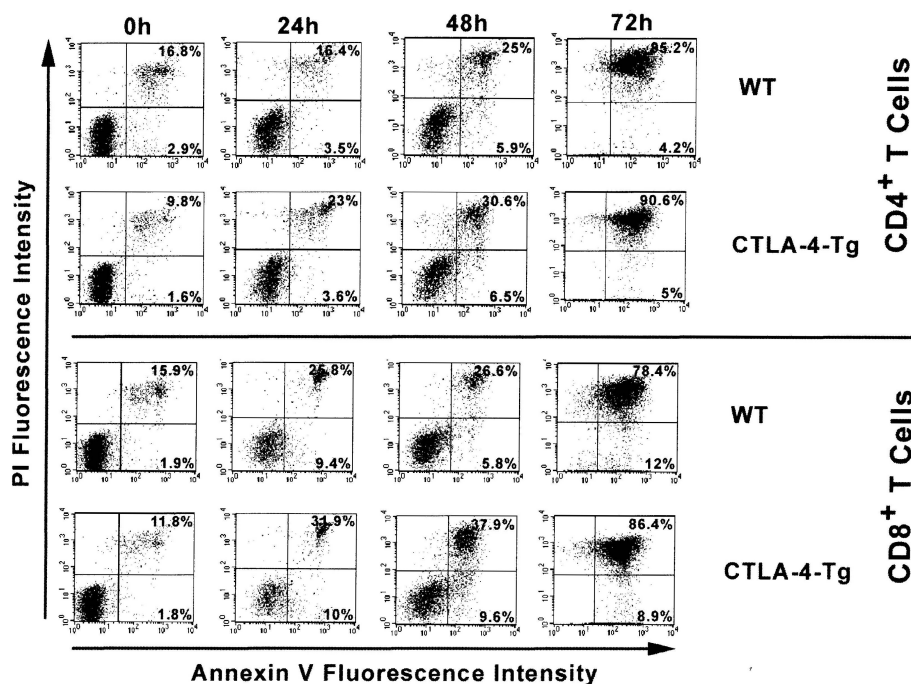 0h 24h 48h 72h
16.8% 16.4% 25% 85.2%
WT
2.9% 3.5% 5.9% 4.2%
9.8% 23% 30.6% 90.6%
CTLA-4-Tg
1.6% 3.6% 6.5% 5%
CD4+ T Cells
15.9% 25.8% 26.6% 78.4%
WT
1.9% 9.4% 5.8% 12%
11.8% 31.9% 37.9% 86.4%
CTLA-4-Tg
1.8% 10% 9.6% 8.9%
CD8+ T Cells
PI Fluorescence Intensity
Annexin V Fluorescence Intensity